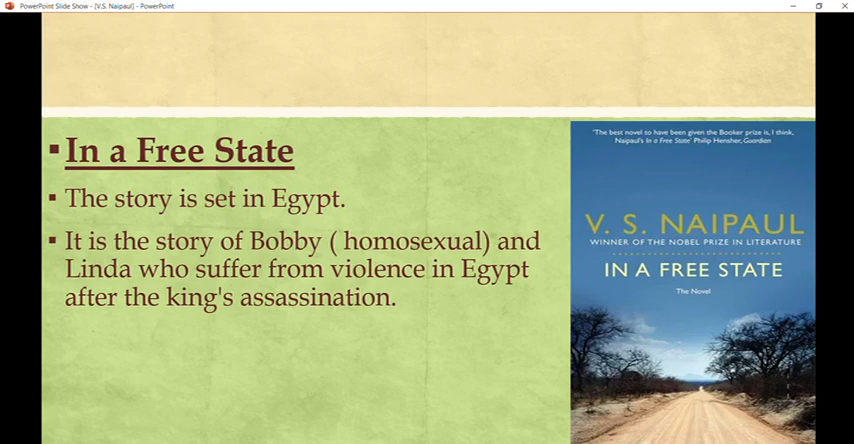 PowerPoint Slide Show - [V.S. Naipaul] - PowerPoint
▪In a Free State
▪ The story is set in Egypt.
▪ It is the story of Bobby ( homosexual) and
Linda who suffer from violence in Egypt
after the king's assassination.
'The best novel to have been given the Booker prize is, I think,
Naipaul's In a Free State' Philip Hensher, Guardian
V. S. NAIPAUL
WINNER OF THE NOBEL PRIZE IN LITERATURE
IN A FREE STATE
The Novel